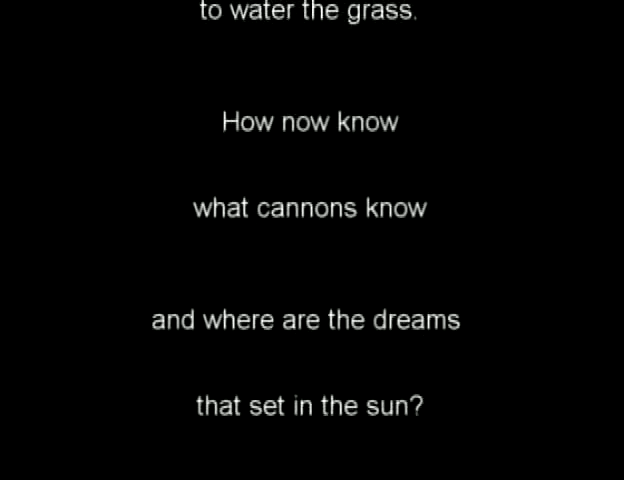 to water the grass.
How now know
what cannons know
and where are the dreams
that set in the sun?